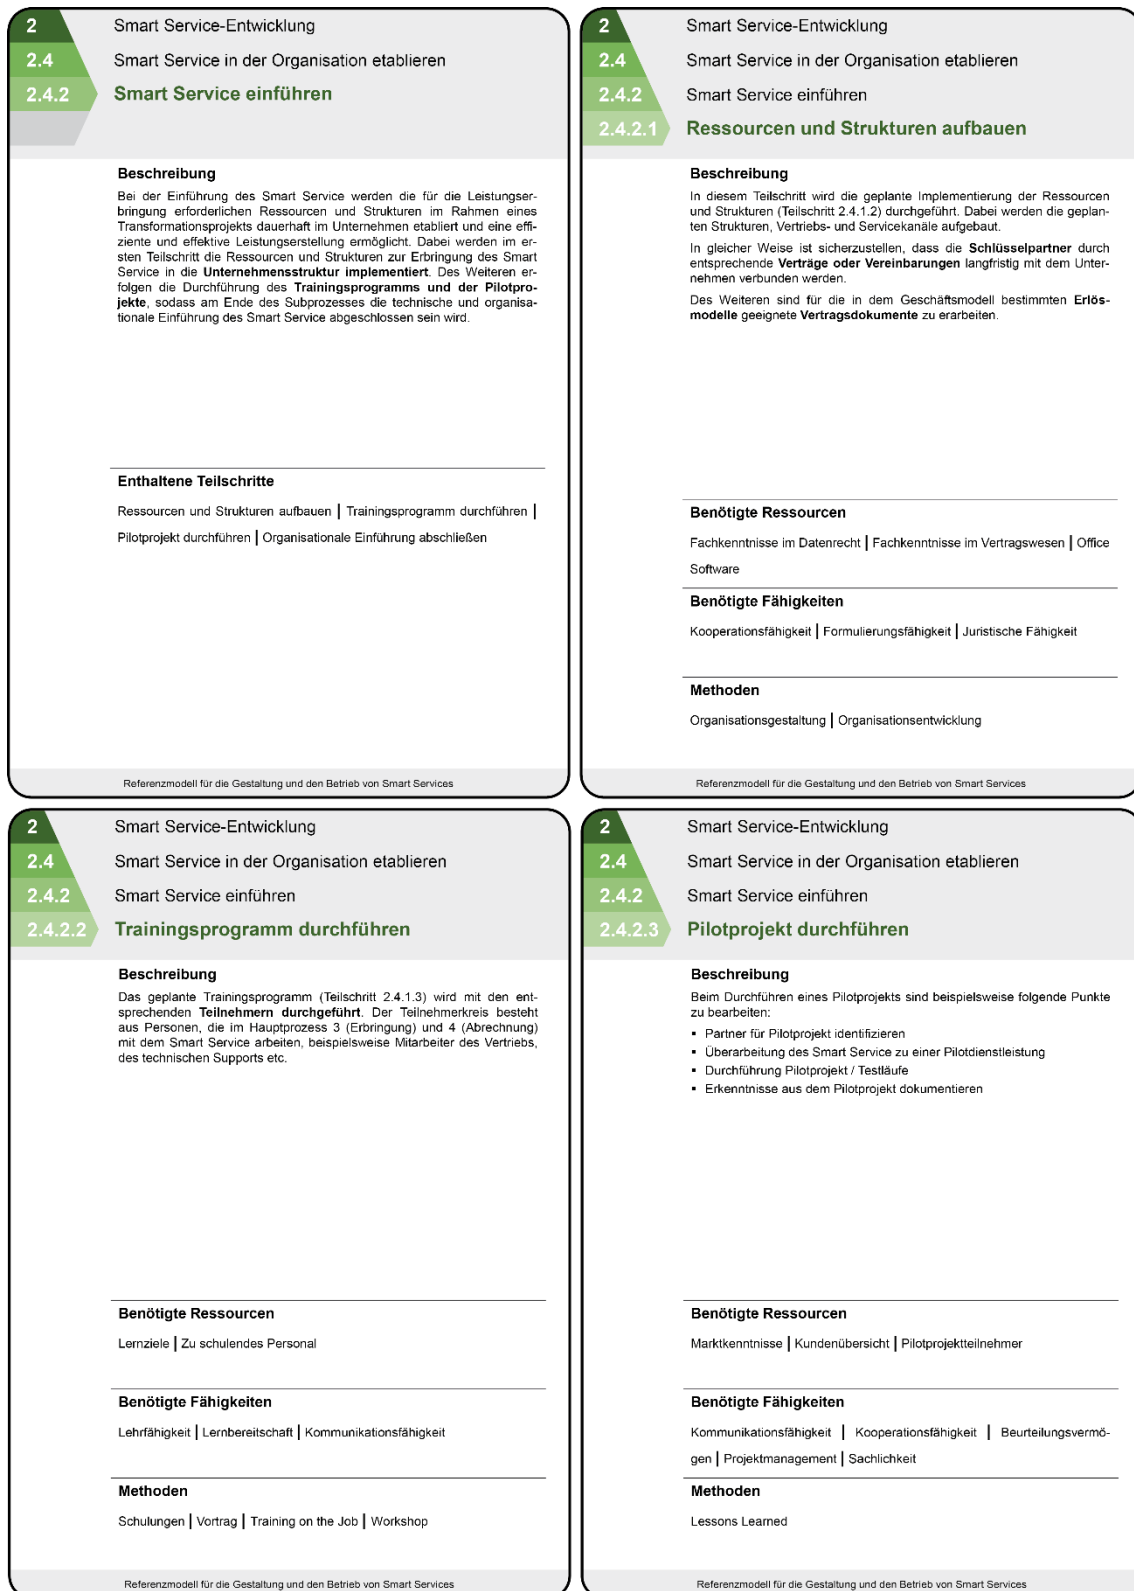 2 Smart Service-Entwicklung
2.4 Smart Service in der Organisation etablieren
2.4.2 Smart Service einführen
Beschreibung
Bei der Einführung des Smart Service werden die für die Leistungser-
bringung erforderlichen Ressourcen und Strukturen im Rahmen eines
Transformationsprojekts dauerhaft im Unternehmen etabliert und eine effi-
ziente und effektive Leistungserstellung ermöglicht. Dabei werden im er-
sten Teilschritt die Ressourcen und Strukturen zur Erbringung des Smart
Service in die Unternehmensstruktur implementiert. Des Weiteren er-
folgen die Durchführung des Trainingsprogramms und der Pilotpro-
jekte, sodass am Ende des Subprozesses die technische und organisa-
tionale Einführung des Smart Service abgeschlossen sein wird.
Enthaltene Teilschritte
Ressourcen und Strukturen aufbauen | Trainingsprogramm durchführen |
Pilotprojekt durchführen | Organisationale Einführung abschließen
Referenzmodell für die Gestaltung und den Betrieb von Smart Services
2 Smart Service-Entwicklung
2.4 Smart Service in der Organisation etablieren
2.4.2 Smart Service einführen
2.4.2.1 Ressourcen und Strukturen aufbauen
Beschreibung
In diesem Teilschritt wird die geplante Implementierung der Ressourcen
und Strukturen (Teilschritt 2.4.1.2) durchgeführt. Dabei werden die geplan-
ten Strukturen, Vertriebs- und Servicekanäle aufgebaut.
In gleicher Weise ist sicherzustellen, dass die Schlüsselpartner durch
entsprechende Verträge oder Vereinbarungen langfristig mit dem Unter-
nehmen verbunden werden.
Des Weiteren sind für die in dem Geschäftsmodell bestimmten Erlös-
modelle geeignete Vertragsdokumente zu erarbeiten.
Benötigte Ressourcen
Fachkenntnisse im Datenrecht | Fachkenntnisse im Vertragswesen | Office
Software
Benötigte Fähigkeiten
Kooperationsfähigkeit | Formulierungsfähigkeit | Juristische Fähigkeit
Methoden
Organisationsgestaltung | Organisationsentwicklung
Referenzmodell für die Gestaltung und den Betrieb von Smart Services
2 Smart Service-Entwicklung
2.4 Smart Service in der Organisation etablieren
2.4.2 Smart Service einführen
2.4.2.2 Trainingsprogramm durchführen
Beschreibung
Das geplante Trainingsprogramm (Teilschritt 2.4.1.3) wird mit den ent-
sprechenden Teilnehmern durchgeführt. Der Teilnehmerkreis besteht
aus Personen, die im Hauptprozess 3 (Erbringung) und 4 (Abrechnung)
mit dem Smart Service arbeiten, beispielsweise Mitarbeiter des Vertriebs,
des technischen Supports etc.
Benötigte Ressourcen
Lernziele | Zu schulendes Personal
Benötigte Fähigkeiten
Lehrfähigkeit | Lernbereitschaft | Kommunikationsfähigkeit
Methoden
Schulungen | Vortrag | Training on the Job | Workshop
Referenzmodell für die Gestaltung und den Betrieb von Smart Services
2 Smart Service-Entwicklung
2.4 Smart Service in der Organisation etablieren
2.4.2 Smart Service einführen
2.4.2.3 Pilotprojekt durchführen
Beschreibung
Beim Durchführen eines Pilotprojekts sind beispielsweise folgende Punkte
zu bearbeiten:
▪ Partner für Pilotprojekt identifizieren
▪ Überarbeitung des Smart Service zu einer Pilotdienstleistung
▪ Durchführung Pilotprojekt / Testläufe
▪ Erkenntnisse aus dem Pilotprojekt dokumentieren
Benötigte Ressourcen
Marktkenntnisse | Kundenübersicht | Pilotprojektteilnehmer
Benötigte Fähigkeiten
Kommunikationsfähigkeit | Kooperationsfähigkeit | Beurteilungsvermö-
gen | Projektmanagement | Sachlichkeit
Methoden
Lessons Learned
Referenzmodell für die Gestaltung und den Betrieb von Smart Services